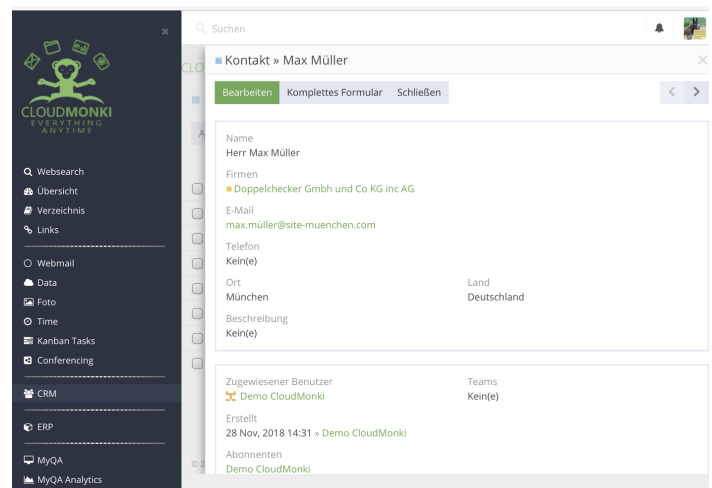 Suchen
CLOUDMONKI
EVERYTHING
ANYTIME
Websearch
Übersicht
Verzeichnis
Links
Webmail
Data
Foto
Time
Kanban Tasks
Conferencing
CRM
ERP
MyQA
MyQA Analytics
CLO
A
© 2
Kontakt » Max Müller
Bearbeiten Komplettes Formular Schließen
Name
Herr Max Müller
Firmen
Doppelchecker Gmbh und Co KG inc AG
E-Mail
max.müller@site-muenchen.com
Telefon
Kein(e)
Ort Land
München Deutschland
Beschreibung
Kein(e)
Zugewiesener Benutzer Teams
Demo CloudMonki Kein(e)
Erstellt
28 Nov, 2018 14:31 » Demo CloudMonki
Abonnenten
Demo CloudMonki